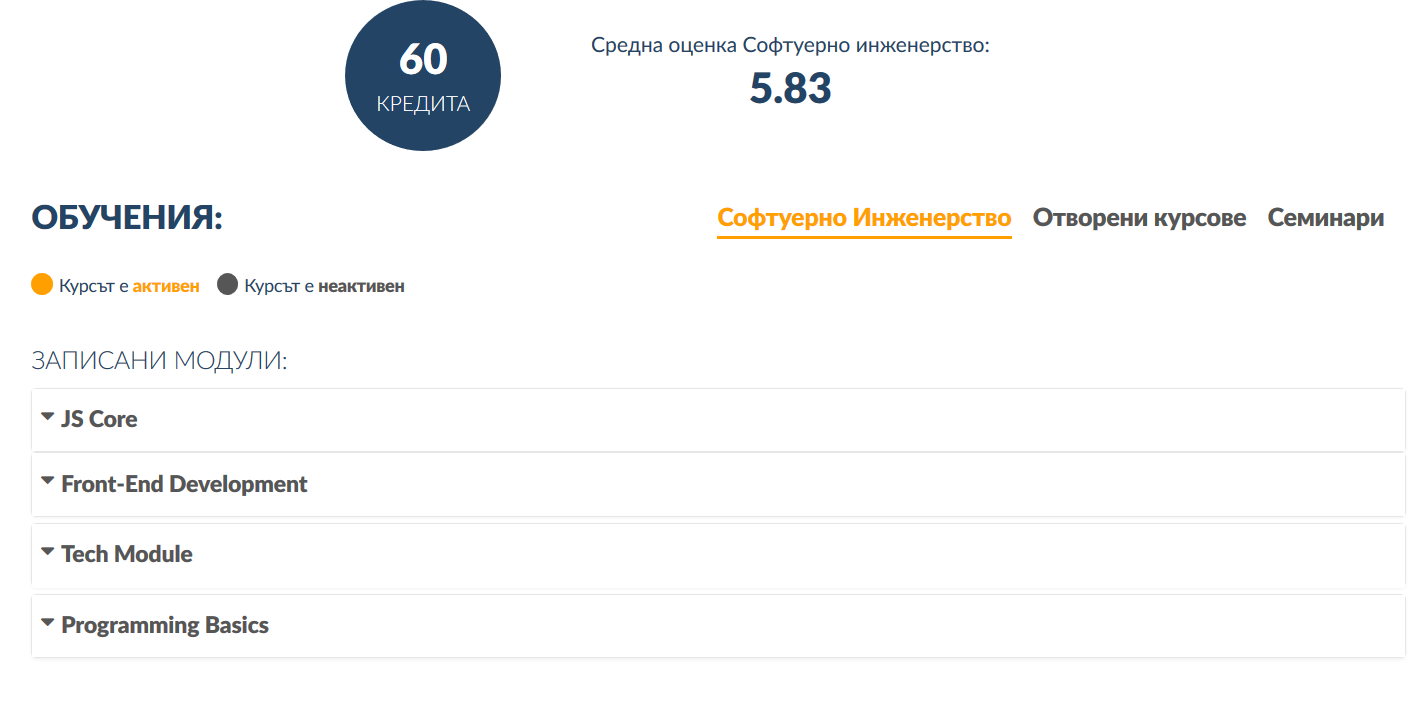 60
КРЕДИТА
Средна оценка Софтуерно инженерство:
5.83
ОБУЧЕНИЯ:
Софтуерно Инженерство Отворени курсове Семинари
Курсът е активен Курсът е неактивен
ЗАПИСАНИ МОДУЛИ:
JS Core
Front-End Development
Tech Module
Programming Basics